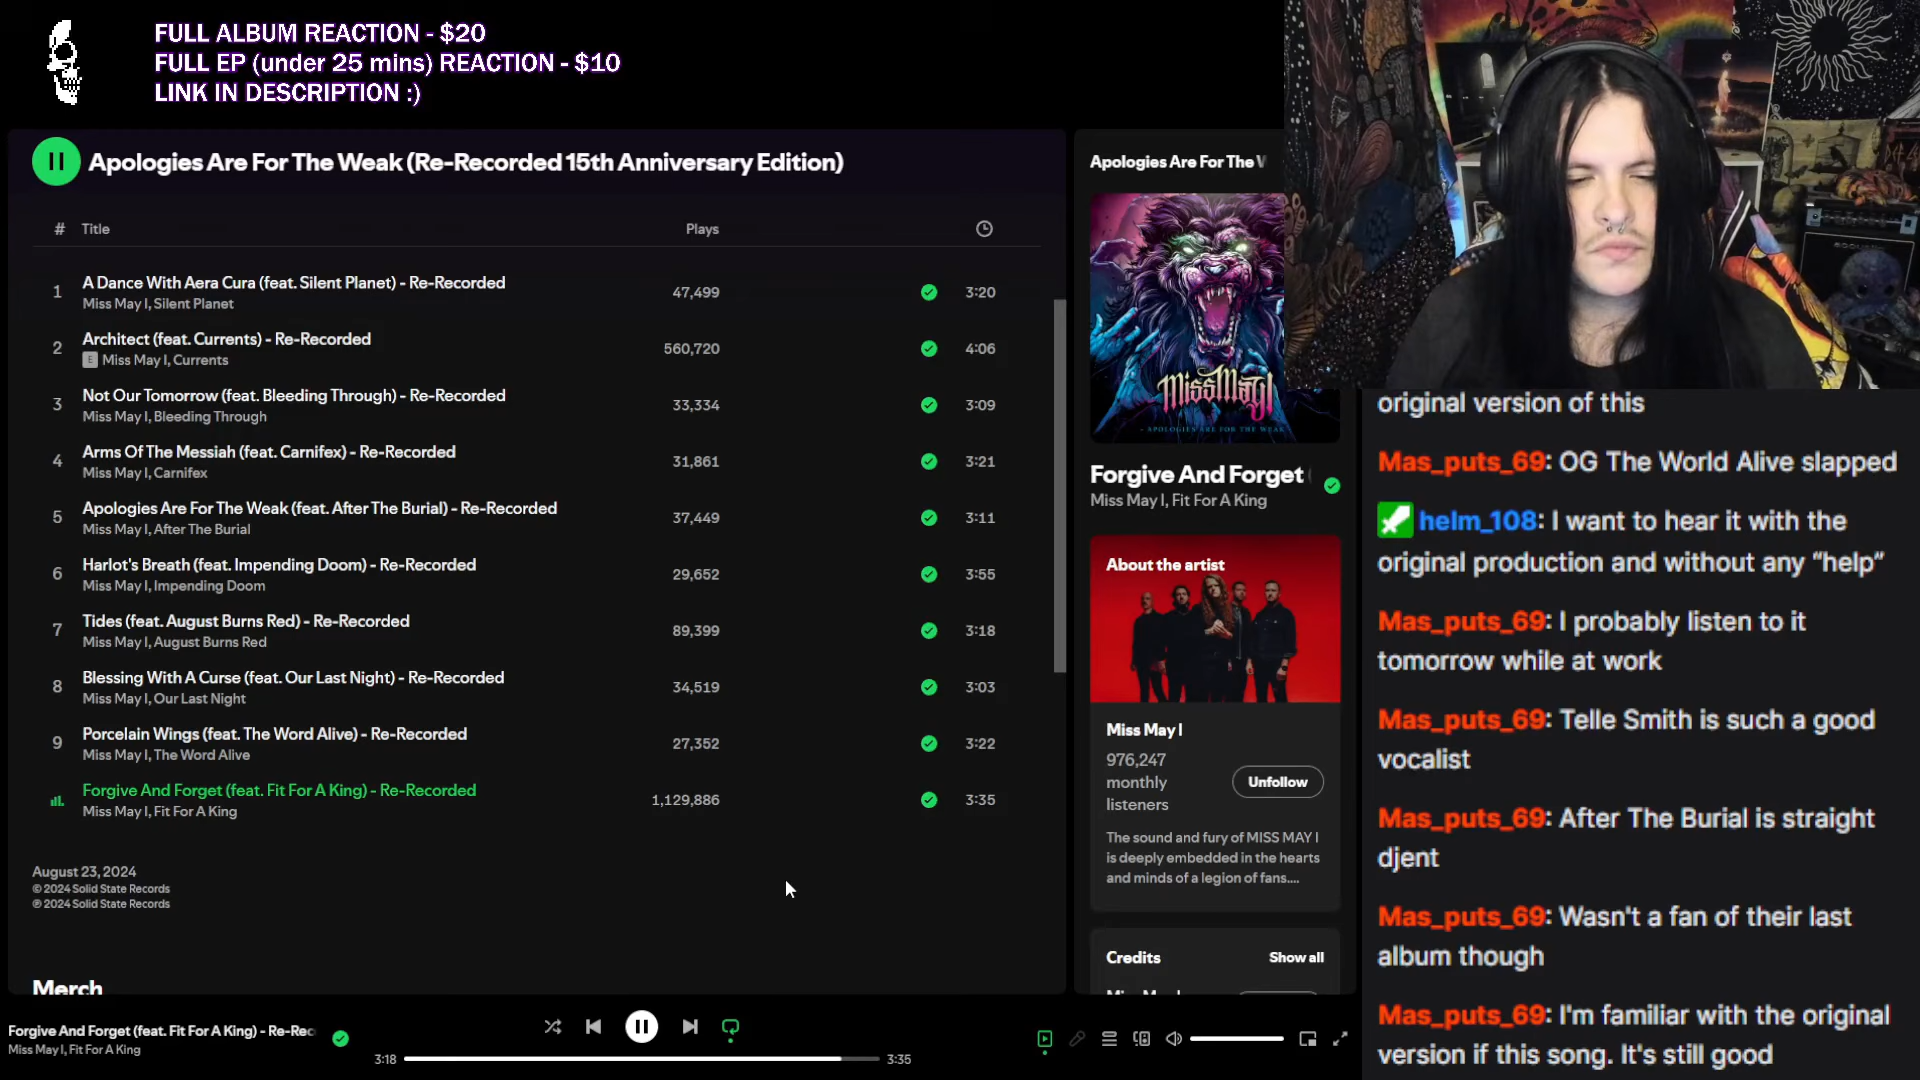 FULL ALBUM REACTION - $20
FULL EP (under 25 mins) REACTION - $10
LINK IN DESCRIPTION :)
Apologies Are For The Weak (Re-Recorded 15th Anniversary Edition)
# Title Plays
1 A Dance With Aera Cura (feat. Silent Planet) - Re-Recorded 47,499 3:20
Miss May I, Silent Planet
2 Architect (feat. Currents) - Re-Recorded 560,720 4:06
E Miss May I, Currents
3 Not Our Tomorrow (feat. Bleeding Through) - Re-Recorded 33,334 3:09
Miss May I, Bleeding Through
4 Arms Of The Messiah (feat. Carnifex) - Re-Recorded 31,861 3:21
Miss May I, Carnifex
5 Apologies Are For The Weak (feat. After The Burial) - Re-Recorded 37,449 3:11
Miss May I, After The Burial
6 Harlot's Breath (feat. Impending Doom) - Re-Recorded 29,652 3:55
Miss May I, Impending Doom
7 Tides (feat. August Burns Red) - Re-Recorded 89,399 3:18
Miss May I, August Burns Red
8 Blessing With A Curse (feat. Our Last Night) - Re-Recorded 34,519 3:03
Miss May I, Our Last Night
9 Porcelain Wings (feat. The Word Alive) - Re-Recorded 27,352 3:22
Miss May I, The Word Alive
Forgive And Forget (feat. Fit For A King) - Re-Recorded 1,129,886 3:35
Miss May I, Fit For A King
August 23, 2024
© 2024 Solid State Records
℗ 2024 Solid State Records
Merch
Apologies Are For The W
MissMayI
APOLOGIES ARE FOR THE WEAK
Forgive And Forget (
Miss May I, Fit For A King
About the artist
Miss May I
976,247
monthly
listeners
Unfollow
The sound and fury of MISS MAY I
is deeply embedded in the hearts
and minds of a legion of fans....
Credits Show all
Forgive And Forget (feat. Fit For A King) - Re-Rec
Miss May I, Fit For A King
3:18 3:35
original version of this
Mas_puts_69: OG The World Alive slapped
helm_108: I want to hear it with the
original production and without any “help”
Mas_puts_69: I probably listen to it
tomorrow while at work
Mas_puts_69: Telle Smith is such a good
vocalist
Mas_puts_69: After The Burial is straight
djent
Mas_puts_69: Wasn't a fan of their last
album though
Mas_puts_69: I'm familiar with the original
version if this song. It's still good